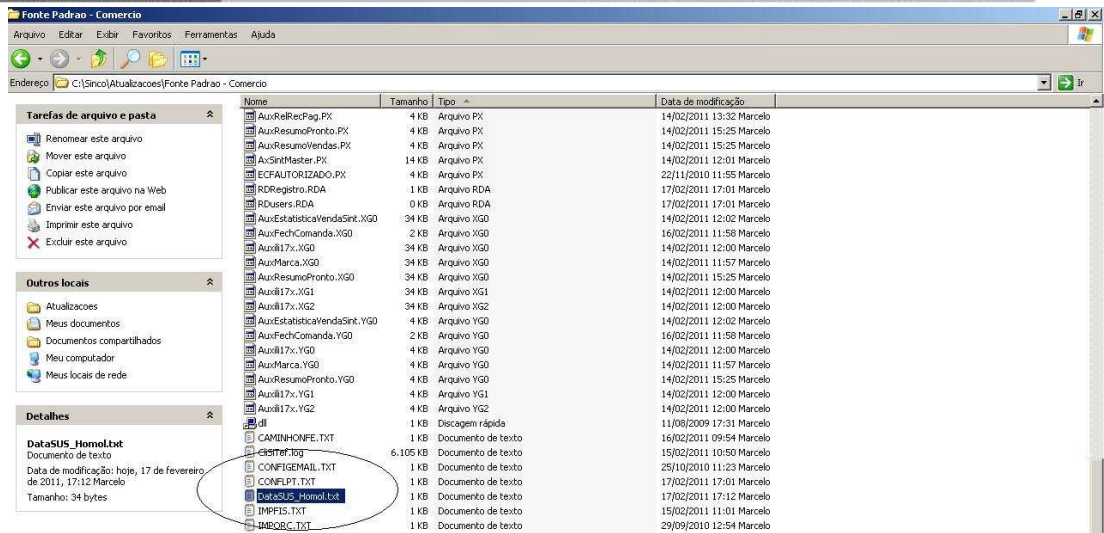 Fonte Padrao - Comercio
Arquivo Editar Exibir Favoritos Ferramentas Ajuda
Endereço C:\Sinco\Atualizacoes\Fonte Padrao - Comercio Ir
Tarefas de arquivo e pasta
Renomear este arquivo
Mover este arquivo
Copiar este arquivo
Publicar este arquivo na Web
Enviar este arquivo por email
Imprimir este arquivo
Excluir este arquivo
Outros locais
Atualizacoes
Meus documentos
Documentos compartilhados
Meu computador
Meus locais de rede
Detalhes
DataSUS_Homol.txt
Documento de texto
Data de modificação: hoje, 17 de fevereiro
de 2011, 17:12 Marcelo
Tamanho: 34 bytes
Nome Tamanho Tipo Data de modificação
AuxRelRecPag.PX 4 KB Arquivo PX 14/02/2011 13:32 Marcelo
AuxResumoPronto.PX 4 KB Arquivo PX 14/02/2011 15:25 Marcelo
AuxResumoVendas.PX 4 KB Arquivo PX 14/02/2011 15:25 Marcelo
AxSintMaster.PX 14 KB Arquivo PX 14/02/2011 12:01 Marcelo
ECFAUTORIZADO.PX 4 KB Arquivo PX 22/11/2010 11:55 Marcelo
RDRegistro.RDA 1 KB Arquivo RDA 17/02/2011 17:01 Marcelo
RDusers.RDA 0 KB Arquivo RDA 17/02/2011 17:01 Marcelo
AuxEstatisticaVendaSint.XG0 34 KB Arquivo XG0 14/02/2011 12:02 Marcelo
AuxFechComanda.XG0 2 KB Arquivo XG0 16/02/2011 11:58 Marcelo
Auxili17x.XG0 34 KB Arquivo XG0 14/02/2011 12:00 Marcelo
AuxMarca.XG0 34 KB Arquivo XG0 14/02/2011 11:57 Marcelo
AuxResumoPronto.XG0 34 KB Arquivo XG0 14/02/2011 15:25 Marcelo
Auxili17x.XG1 34 KB Arquivo XG1 14/02/2011 12:00 Marcelo
Auxili17x.XG2 34 KB Arquivo XG2 14/02/2011 12:00 Marcelo
AuxEstatisticaVendaSint.YG0 4 KB Arquivo YG0 14/02/2011 12:02 Marcelo
AuxFechComanda.YG0 2 KB Arquivo YG0 16/02/2011 11:58 Marcelo
Auxili17x.YG0 4 KB Arquivo YG0 14/02/2011 12:00 Marcelo
AuxMarca.YG0 4 KB Arquivo YG0 14/02/2011 11:57 Marcelo
AuxResumoPronto.YG0 4 KB Arquivo YG0 14/02/2011 15:25 Marcelo
Auxili17x.YG1 4 KB Arquivo YG1 14/02/2011 12:00 Marcelo
Auxili17x.YG2 4 KB Arquivo YG2 14/02/2011 12:00 Marcelo
dll 1 KB Discagem rápida 11/08/2009 17:31 Marcelo
CAMINHONFE.TXT 1 KB Documento de texto 16/02/2011 09:54 Marcelo
CliSiTef.log 6.105 KB Documento de texto 15/02/2011 10:50 Marcelo
CONFIGEMAIL.TXT 1 KB Documento de texto 25/10/2010 11:23 Marcelo
CONFLPT.TXT 1 KB Documento de texto 17/02/2011 17:01 Marcelo
DataSUS_Homol.txt 1 KB Documento de texto 17/02/2011 17:12 Marcelo
IMPFIS.TXT 1 KB Documento de texto 15/02/2011 11:01 Marcelo
IMPORC.TXT 1 KB Documento de texto 29/09/2010 12:54 Marcelo